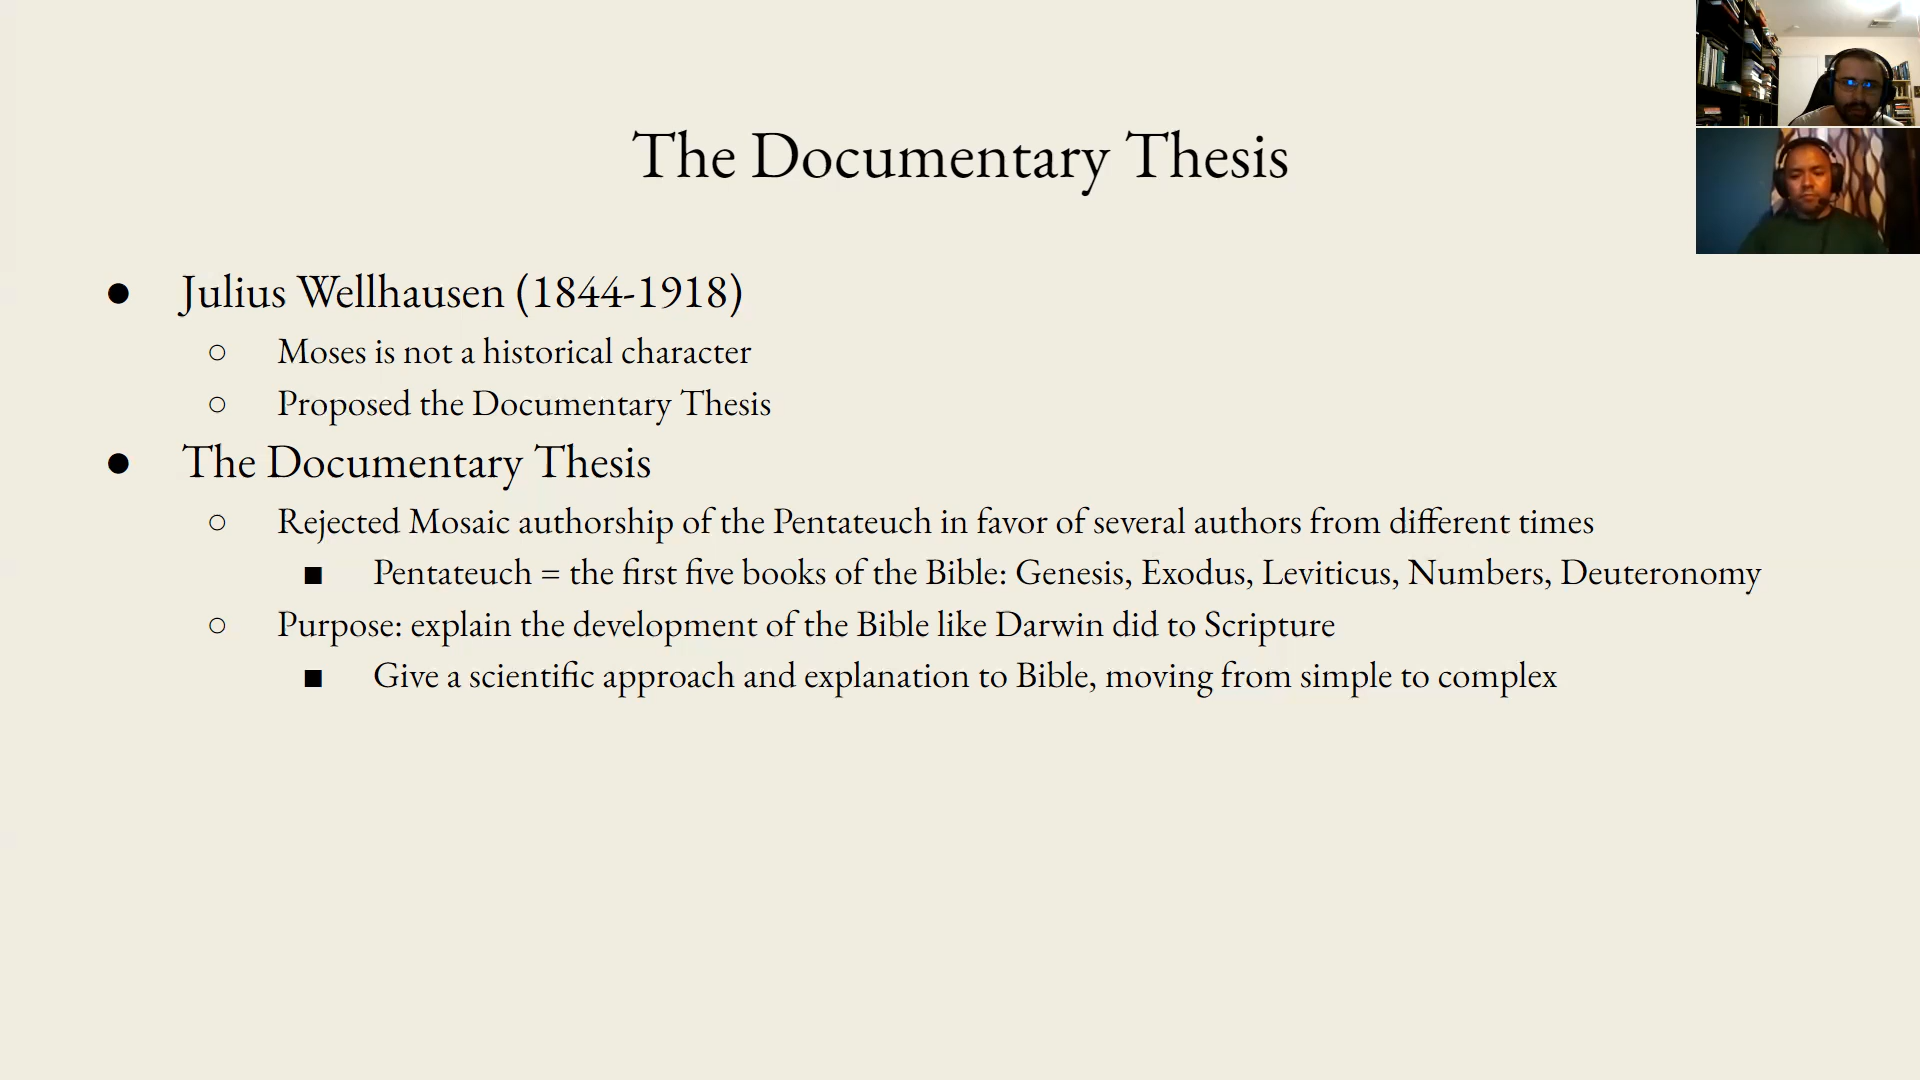 The Documentary Thesis
● Julius Wellhausen (1844-1918)
○ Moses is not a historical character
○ Proposed the Documentary Thesis
● The Documentary Thesis
○ Rejected Mosaic authorship of the Pentateuch in favor of several authors from different times
■ Pentateuch = the first five books of the Bible: Genesis, Exodus, Leviticus, Numbers, Deuteronomy
○ Purpose: explain the development of the Bible like Darwin did to Scripture
■ Give a scientific approach and explanation to Bible, moving from simple to complex